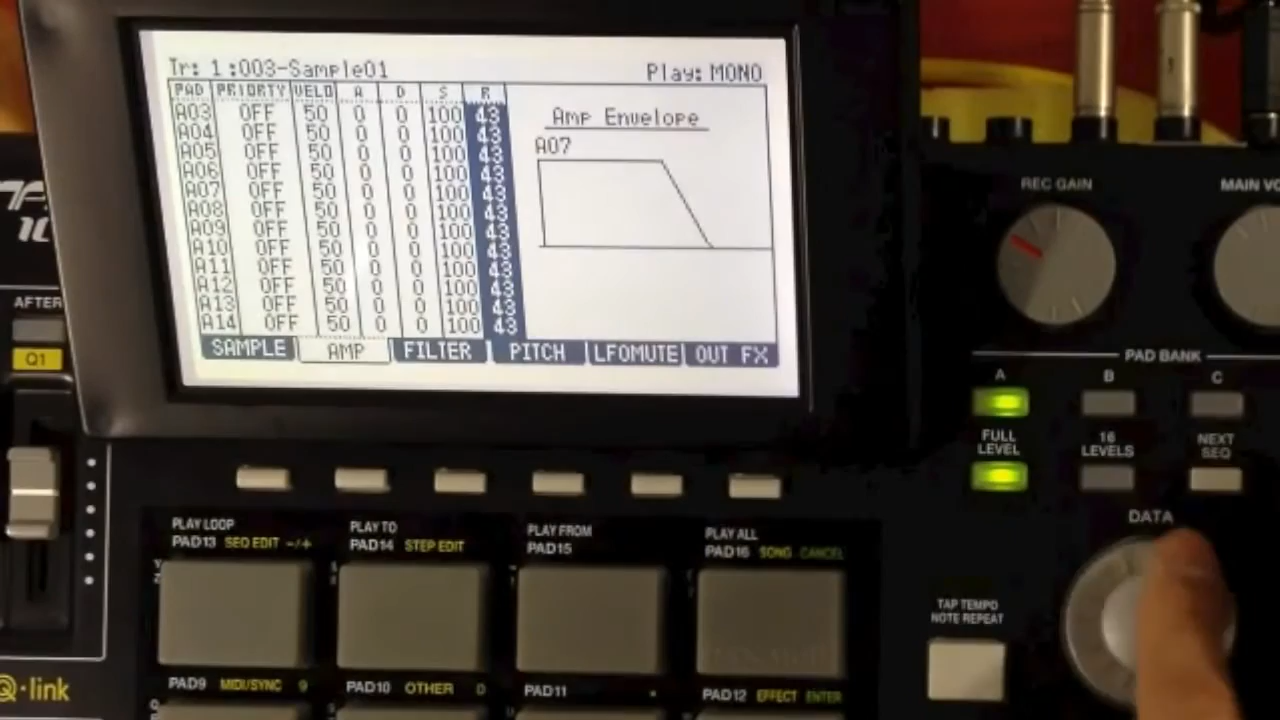 Tr: 1:003-Sample01 Play: MONO
PAD PRIORTY VELO A D S R
A03 OFF 50 0 0 100 43
A04 OFF 50 0 0 100 43
A05 OFF 50 0 0 100 43
A06 OFF 50 0 0 100 43
A07 OFF 50 0 0 100 43
A08 OFF 50 0 0 100 43
A09 OFF 50 0 0 100 43
A10 OFF 50 0 0 100 43
A11 OFF 50 0 0 100 43
A12 OFF 50 0 0 100 43
A13 OFF 50 0 0 100 43
A14 OFF 50 0 0 100 43
Amp Envelope
A07
SAMPLE AMP FILTER PITCH LFOMUTE OUT FX
REC GAIN
PAD BANK
A B C
FULL LEVEL
16 LEVELS
NEXT SEQ
DATA
TAP TEMPO
NOTE REPEAT
AFTER
Q1
PLAY LOOP
PAD13 SEQ EDIT -/+
PLAY TO
PAD14 STEP EDIT
PLAY FROM
PAD15
PLAY ALL
PAD16 SONG CANCEL
Q-link
PAD9 MIDI/SYNC 9
PAD10 OTHER D
PAD11
PAD12 EFFECT ENTER